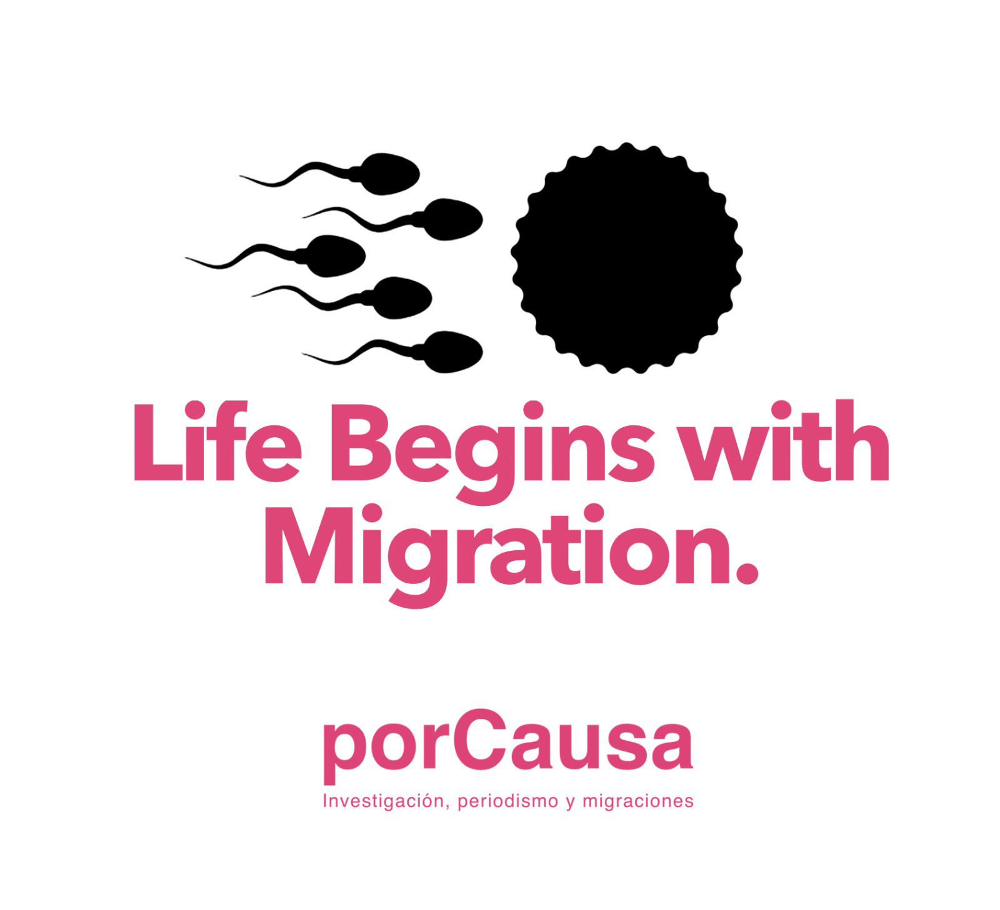 Life Begins with
Migration.
porCausa
Investigación, periodismo y migraciones